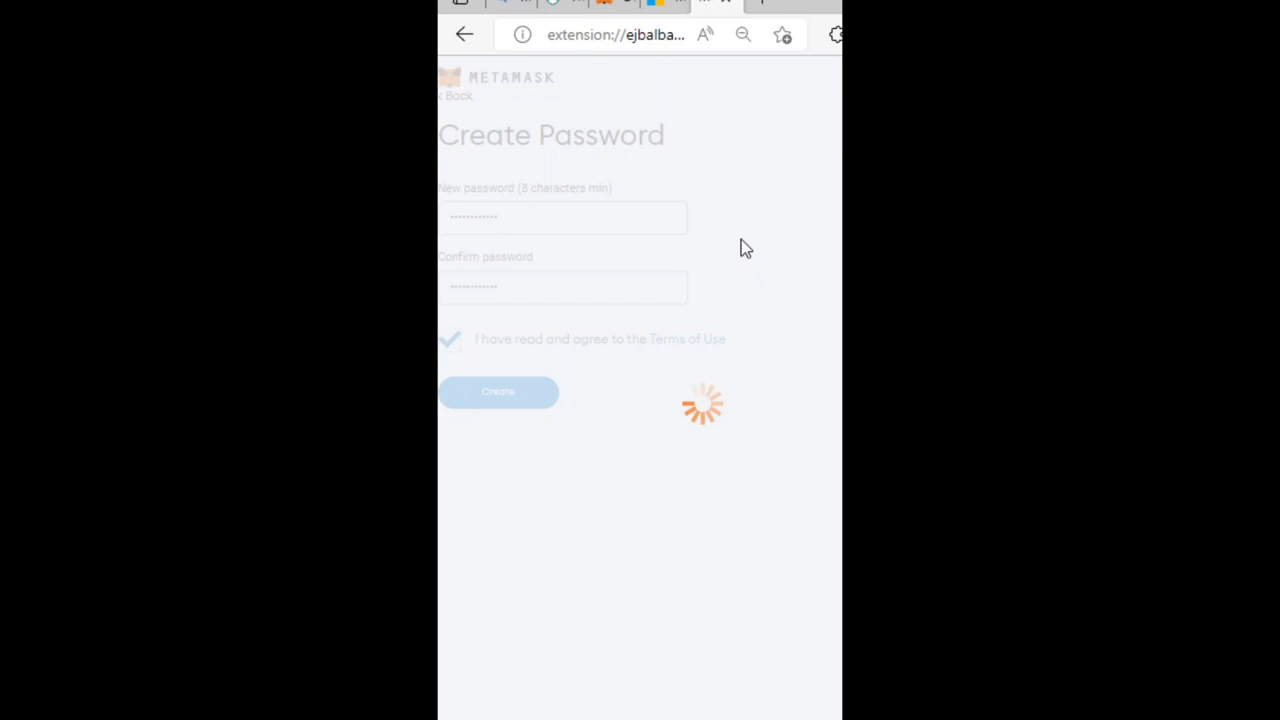 extension://ejbalba...
METAMASK
< Back
Create Password
New password (8 characters min)
••••••••••••
Confirm password
••••••••••••
I have read and agree to the Terms of Use
Create